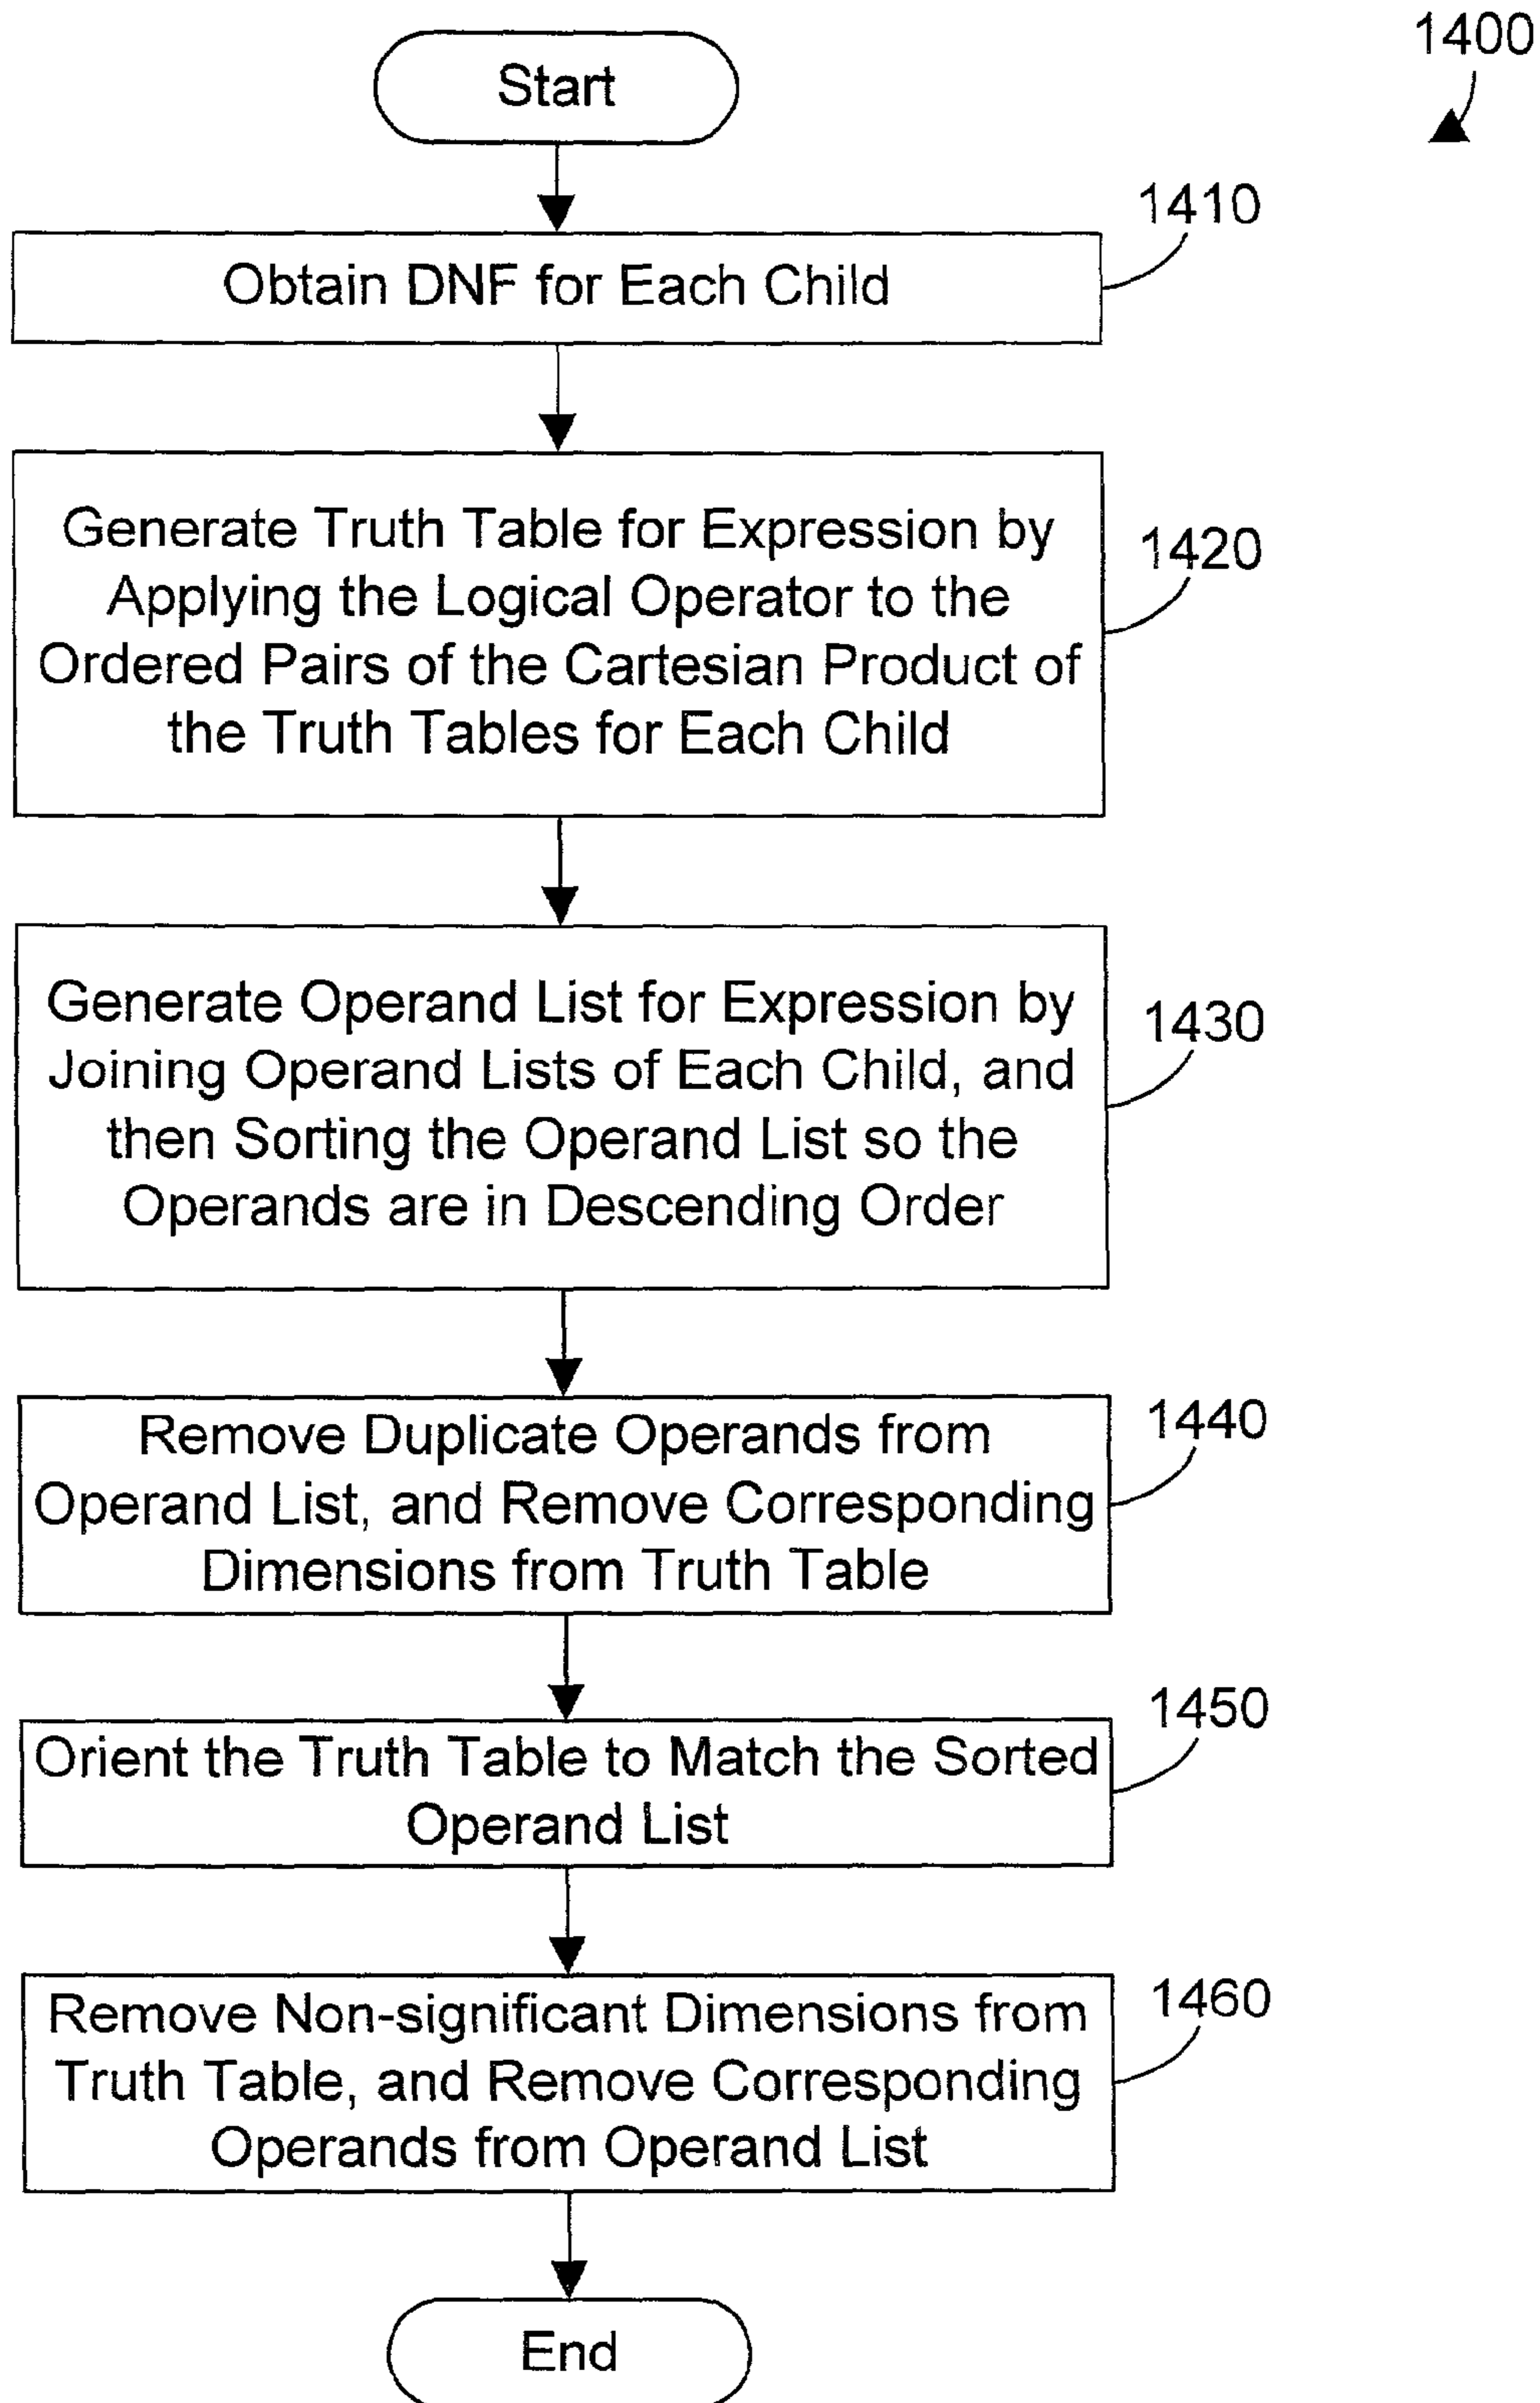 1400
Start
1410
Obtain DNF for Each Child
Generate Truth Table for Expression by
Applying the Logical Operator to the
Ordered Pairs of the Cartesian Product of
the Truth Tables for Each Child
1420
Generate Operand List for Expression by
Joining Operand Lists of Each Child, and
then Sorting the Operand List so the
Operands are in Descending Order
1430
Remove Duplicate Operands from
Operand List, and Remove Corresponding
Dimensions from Truth Table
1440
Orient the Truth Table to Match the Sorted
Operand List
1450
Remove Non-significant Dimensions from
Truth Table, and Remove Corresponding
Operands from Operand List
1460
End